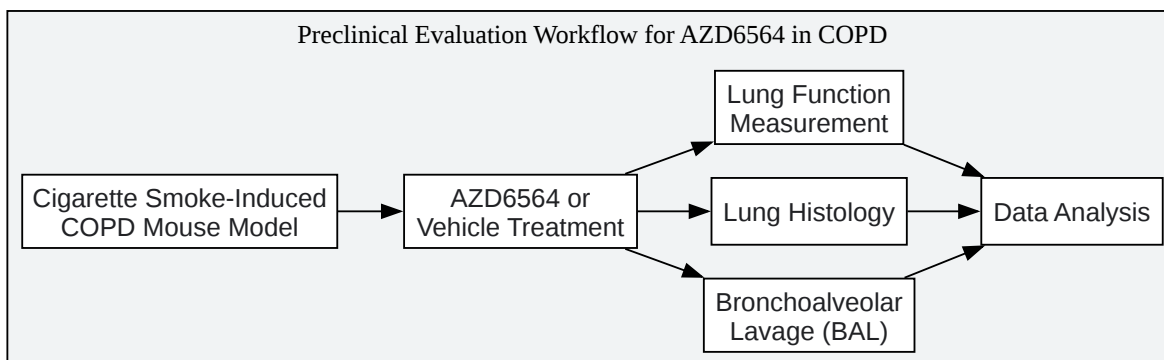 Preclinical Evaluation Workflow for AZD6564 in COPD
Cigarette Smoke-Induced
COPD Mouse Model
AZD6564 or
Vehicle Treatment
Lung Function
Measurement
Lung Histology
Bronchoalveolar
Lavage (BAL)
Data Analysis